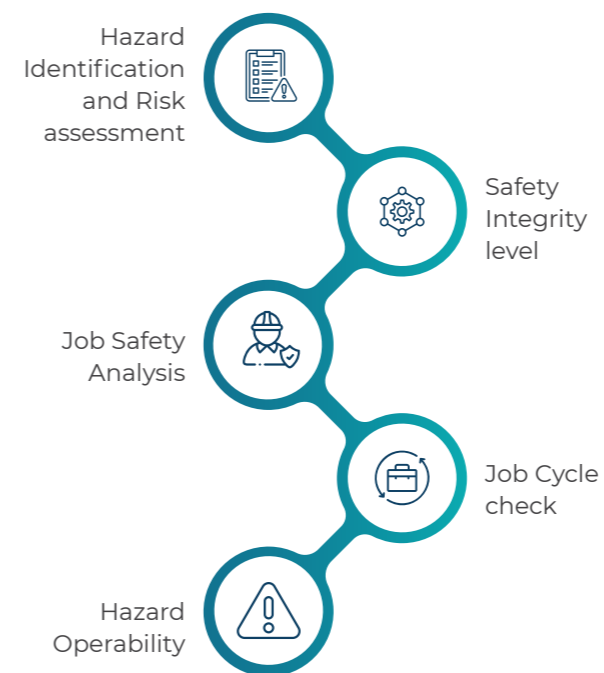 Hazard
Identification
and Risk
assessment
Safety
Integrity
level
Job Safety
Analysis
Job Cycle
check
Hazard
Operability